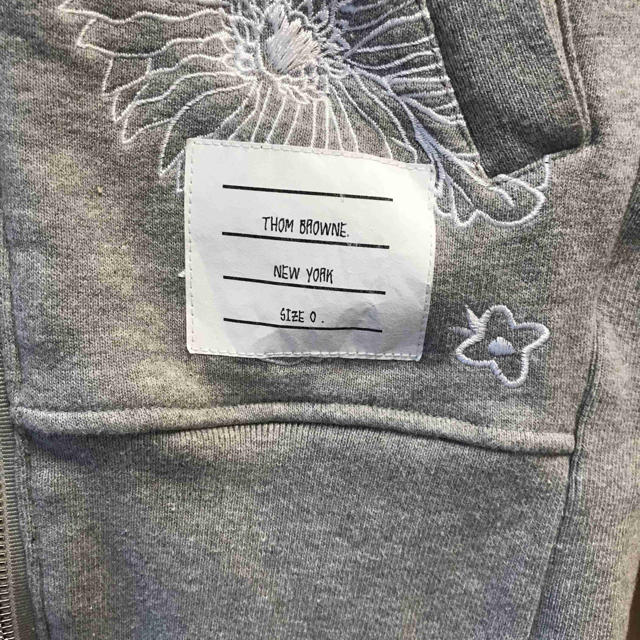 THOM BROWNE.
NEW YORK
SIZE 0 .